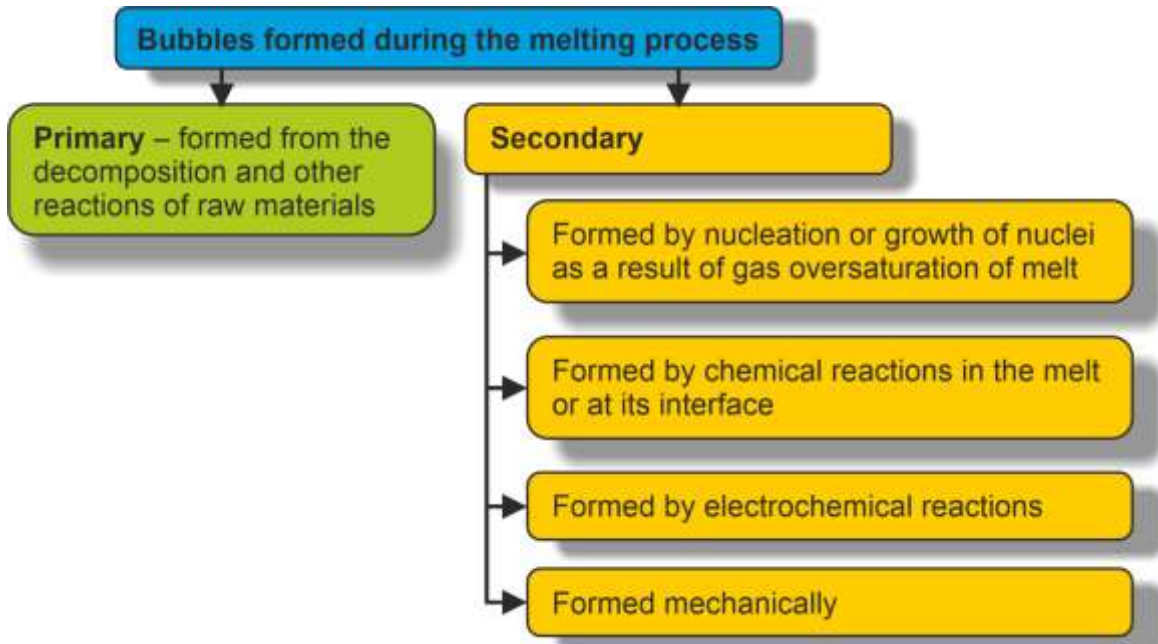 Bubbles formed during the melting process
Primary – formed from the
decomposition and other
reactions of raw materials
Secondary
Formed by nucleation or growth of nuclei
as a result of gas oversaturation of melt
Formed by chemical reactions in the melt
or at its interface
Formed by electrochemical reactions
Formed mechanically